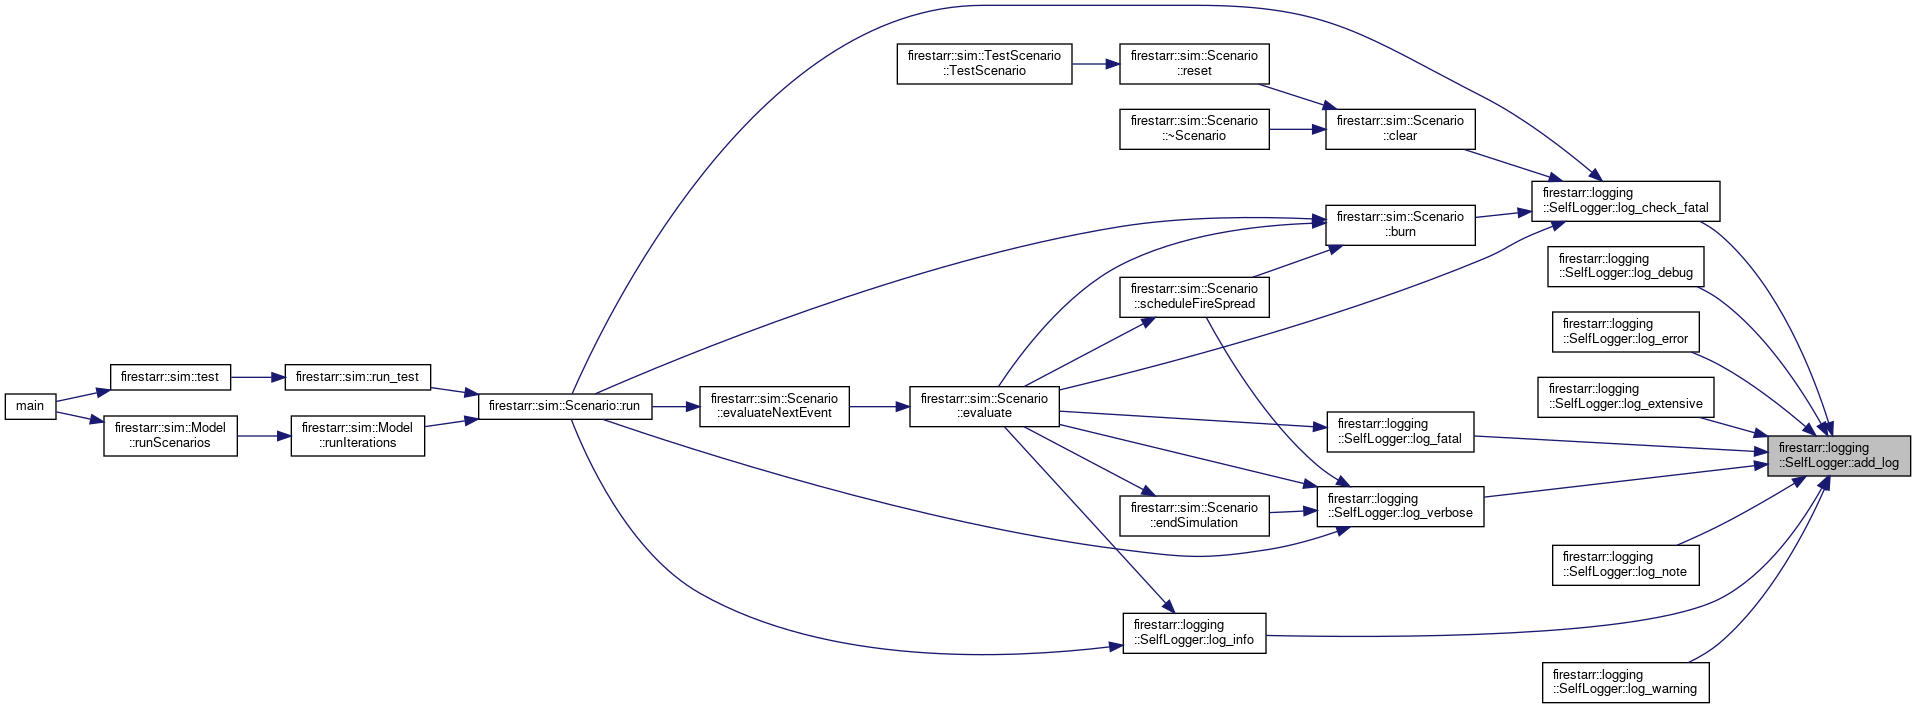 firestarr::sim::TestScenario
::TestScenario
firestarr::sim::Scenario
::reset
firestarr::sim::Scenario
::~Scenario
firestarr::sim::Scenario
::clear
firestarr::logging
::SelfLogger::log_check_fatal
firestarr::sim::Scenario
::burn
firestarr::logging
::SelfLogger::log_debug
firestarr::sim::Scenario
::scheduleFireSpread
firestarr::logging
::SelfLogger::log_error
firestarr::sim::test
firestarr::sim::run_test
firestarr::logging
::SelfLogger::log_extensive
main
firestarr::sim::Scenario::run
firestarr::sim::Scenario
::evaluateNextEvent
firestarr::sim::Scenario
::evaluate
firestarr::sim::Model
::runScenarios
firestarr::sim::Model
::runIterations
firestarr::logging
::SelfLogger::log_fatal
firestarr::logging
::SelfLogger::add_log
firestarr::sim::Scenario
::endSimulation
firestarr::logging
::SelfLogger::log_verbose
firestarr::logging
::SelfLogger::log_note
firestarr::logging
::SelfLogger::log_info
firestarr::logging
::SelfLogger::log_warning